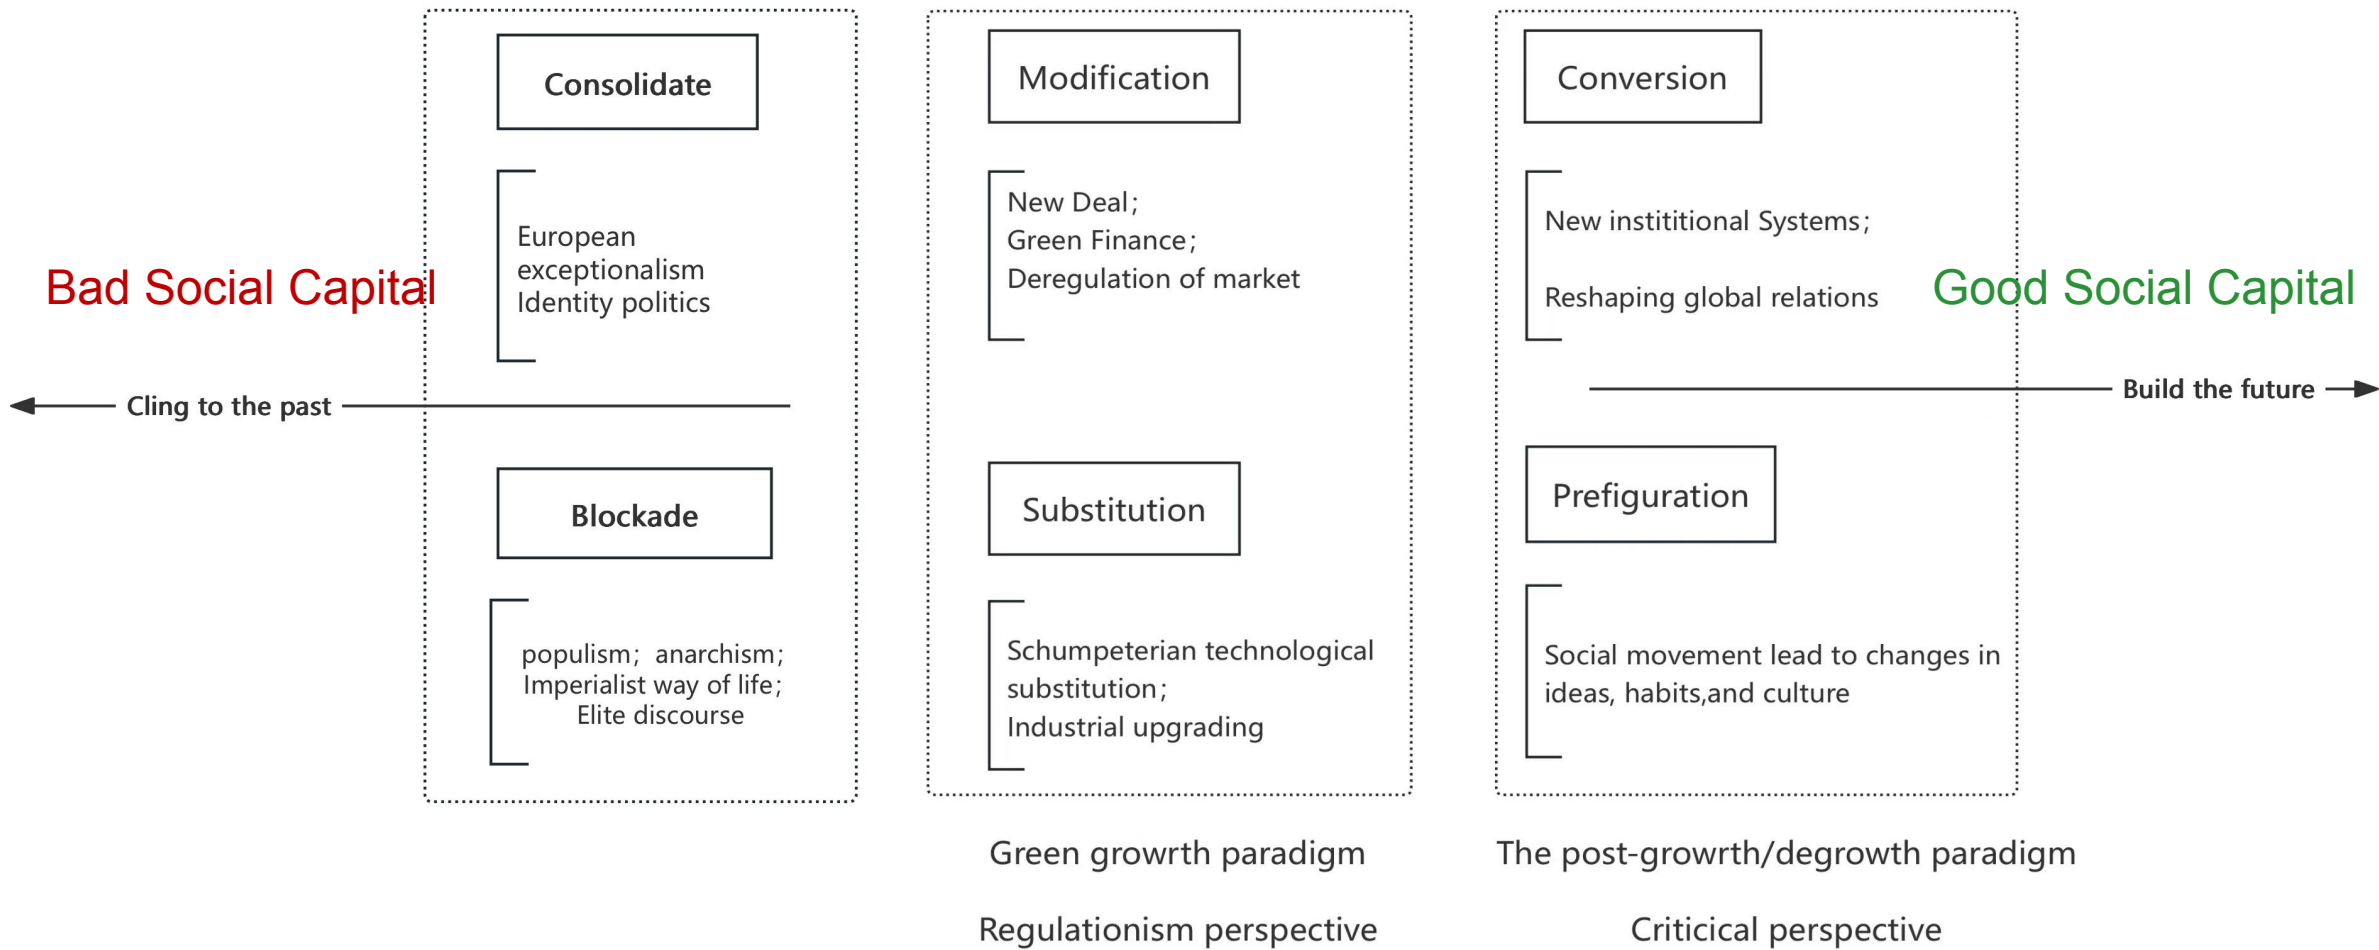 Consolidate
European
exceptionalism
Identity politics
Bad Social Capital
Cling to the past
Blockade
populism；anarchism；
Imperialist way of life；
Elite discourse
Modification
New Deal；
Green Finance；
Deregulation of market
Substitution
Schumpeterian technological
substitution；
Industrial upgrading
Green growrth paradigm
Regulationism perspective
Conversion
New instititional Systems；
Reshaping global relations
Good Social Capital
Build the future
Prefiguration
Social movement lead to changes in
ideas, habits,and culture
The post-growrth/degrowth paradigm
Criticical perspective